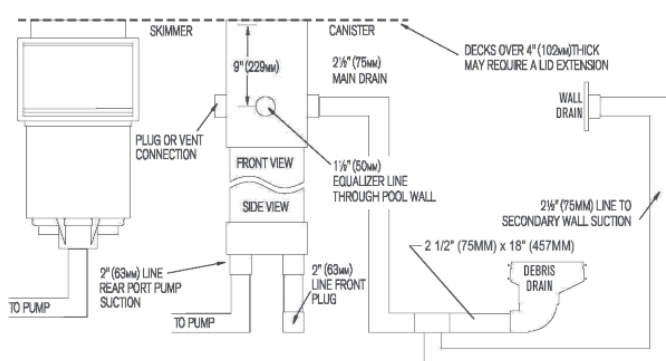 SKIMMER
CANISTER
DECKS OVER 4" (102MM)THICK
MAY REQUIRE A LID EXTENSION
9" (229MM)
2½" (75MM)
MAIN DRAIN
WALL
DRAIN
PLUG OR VENT
CONNECTION
FRONT VIEW
1½" (50MM)
EQUALIZER LINE
THROUGH POOL WALL
SIDE VIEW
2½" (75MM) LINE TO
SECONDARY WALL SUCTION
2 1/2" (75MM) x 18" (457MM)
2" (63MM) LINE
REAR PORT PUMP
SUCTION
2" (63MM)
LINE FRONT
PLUG
DEBRIS
DRAIN
TO PUMP
TO PUMP